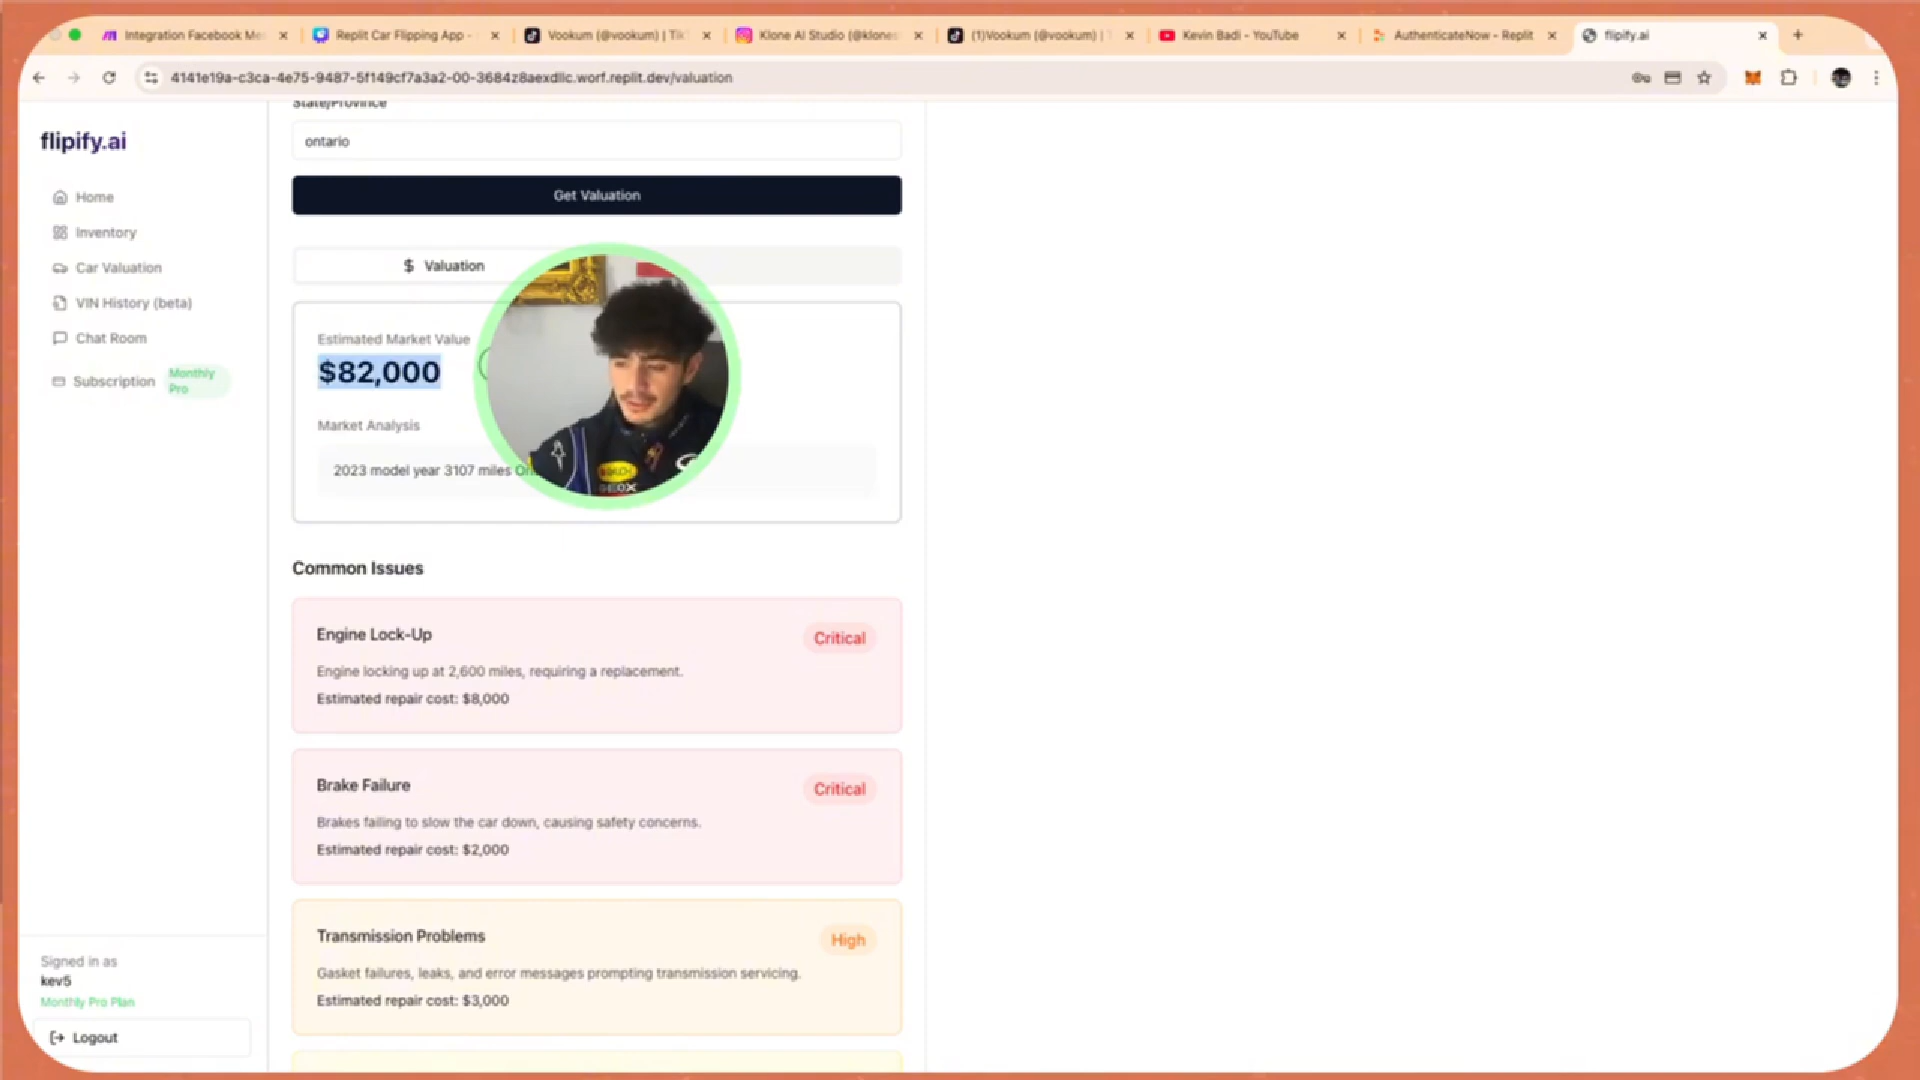 Integration Facebook Me
Replit Car Flipping App -
Vookum (@vookum) | Tik
Klone AI Studio (@klones
(1)Vookum (@vookum) | T
Kevin Badi - YouTube
AuthenticateNow - Replit
flipify.ai
4141e19a-c3ca-4e75-9487-5f149cf7a3a2-00-3684z8aexdlic.worf.replit.dev/valuation
flipify.ai
Home
Inventory
Car Valuation
VIN History (beta)
Chat Room
Subscription
Monthly
Pro
Signed in as
kev5
Monthly Pro Plan
Logout
State/Province
ontario
Get Valuation
$ Valuation
Estimated Market Value
$82,000
Market Analysis
2023 model year 3107 miles
Common Issues
Engine Lock-Up
Critical
Engine locking up at 2,600 miles, requiring a replacement.
Estimated repair cost: $8,000
Brake Failure
Critical
Brakes failing to slow the car down, causing safety concerns.
Estimated repair cost: $2,000
Transmission Problems
High
Gasket failures, leaks, and error messages prompting transmission servicing.
Estimated repair cost: $3,000